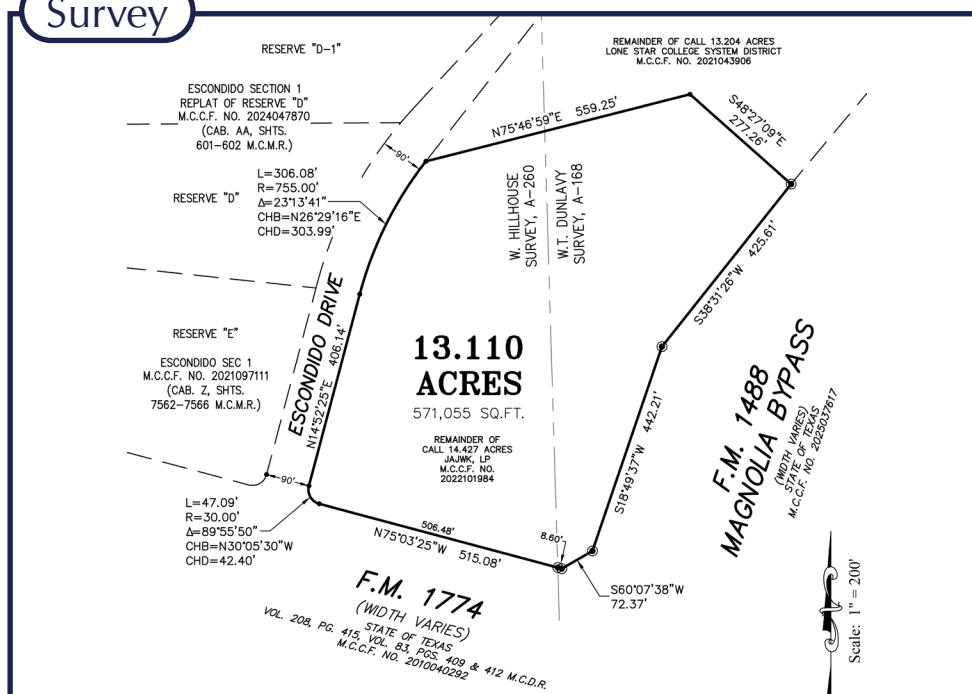 Survey
RESERVE "D-1"
REMAINDER OF CALL 13.204 ACRES
LONE STAR COLLEGE SYSTEM DISTRICT
M.C.C.F. NO. 2021043906
ESCONDIDO SECTION 1
REPLAT OF RESERVE "D"
M.C.C.F. NO. 2024047870
(CAB. AA, SHTS.
601-602 M.C.M.R.)
N75°46'59"E 559.25'
S48°27'09"E
277.26'
90'
L=306.08'
R=755.00'
Δ=23°13'41"
CHB=N26°29'16"E
CHD=303.99'
RESERVE "D"
W. HILLHOUSE
SURVEY, A-260
W.T. DUNLAVY
SURVEY, A-168
S38°31'26"W 425.61'
ESCONDIDO DRIVE
N14°52'25"E 406.14'
RESERVE "E"
ESCONDIDO SEC 1
M.C.C.F. NO. 2021097111
(CAB. Z, SHTS.
7562-7566 M.C.M.R.)
13.110
ACRES
571,055 SQ.FT.
REMAINDER OF
CALL 14.427 ACRES
JAJWK, LP
M.C.C.F. NO.
2022101984
S18°49'37"W 442.21'
F.M. 1488
MAGNOLIA BYPASS
(WIDTH VARIES)
STATE OF TEXAS
M.C.C.F. NO. 2025037617
90'
L=47.09'
R=30.00'
Δ=89°55'50"
CHB=N30°05'30"W
CHD=42.40'
506.48'
N75°03'25"W 515.08'
8.60'
S60°07'38"W
72.37'
F.M. 1774
(WIDTH VARIES)
STATE OF TEXAS
VOL. 208, PG. 415, VOL. 83, PGS. 409 & 412 M.C.D.R.
M.C.C.F. NO. 2010040292
Scale: 1" = 200'